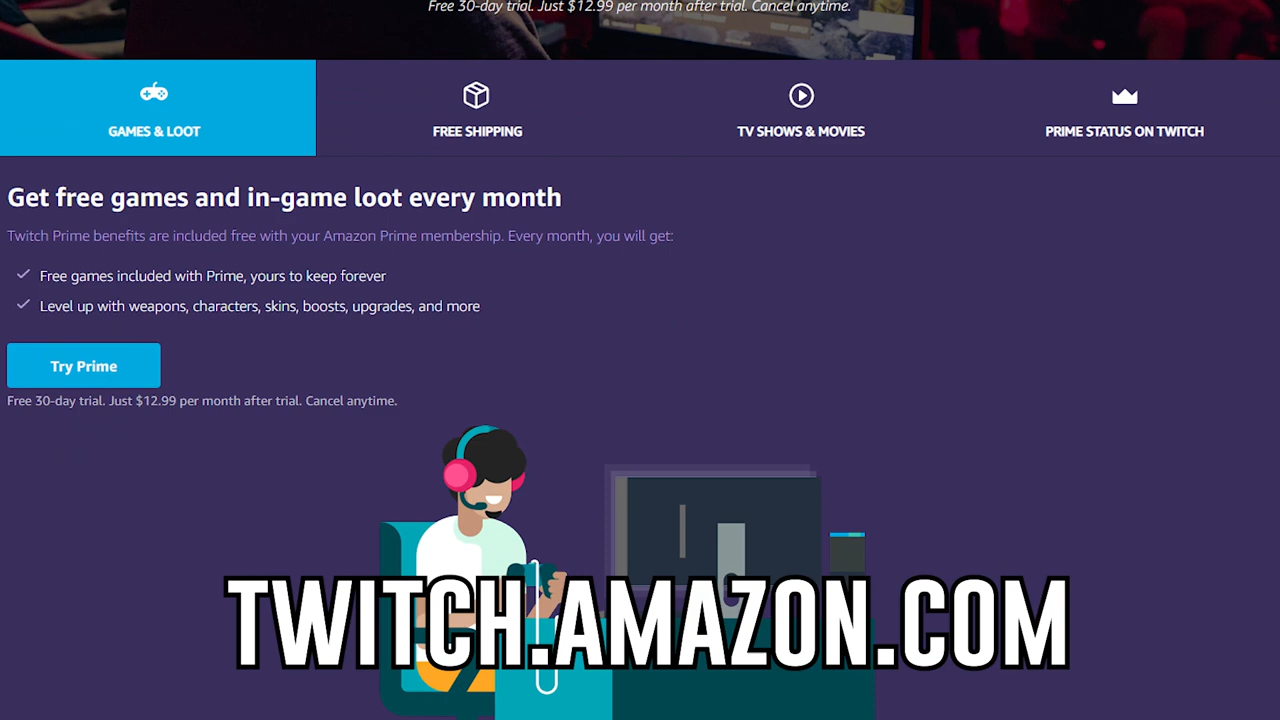 Free 30-day trial. Just $12.99 per month after trial. Cancel anytime.
GAMES & LOOT
FREE SHIPPING
TV SHOWS & MOVIES
PRIME STATUS ON TWITCH
Get free games and in-game loot every month
Twitch Prime benefits are included free with your Amazon Prime membership. Every month, you will get:
Free games included with Prime, yours to keep forever
Level up with weapons, characters, skins, boosts, upgrades, and more
Try Prime
Free 30-day trial. Just $12.99 per month after trial. Cancel anytime.
TWITCH.AMAZON.COM